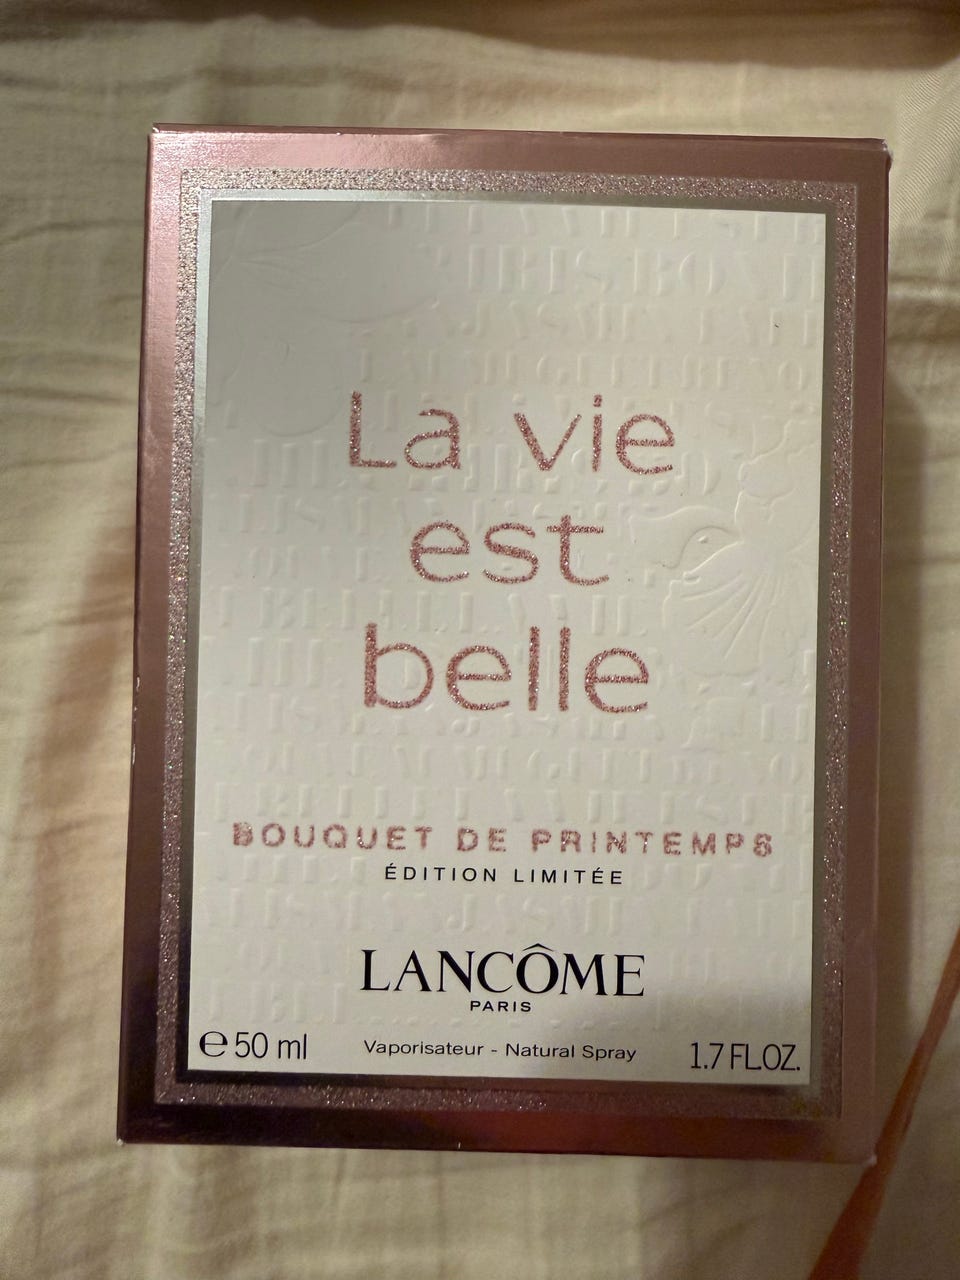 La vie
est
belle
BOUQUET DE PRINTEMPS
ÉDITION LIMITÉE
LANCÔME
PARIS
℮ 50 ml Vaporisateur - Natural Spray 1.7 FL.OZ.